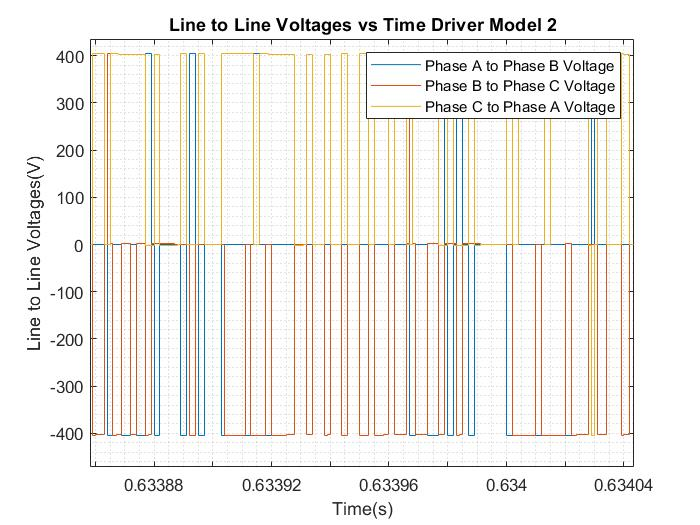 Line to Line Voltages vs Time Driver Model 2
Line to Line Voltages(V)
400
300
200
100
0
-100
-200
-300
-400
Phase A to Phase B Voltage
Phase B to Phase C Voltage
Phase C to Phase A Voltage
0.63388
0.63392
0.63396
0.634
0.63404
Time(s)